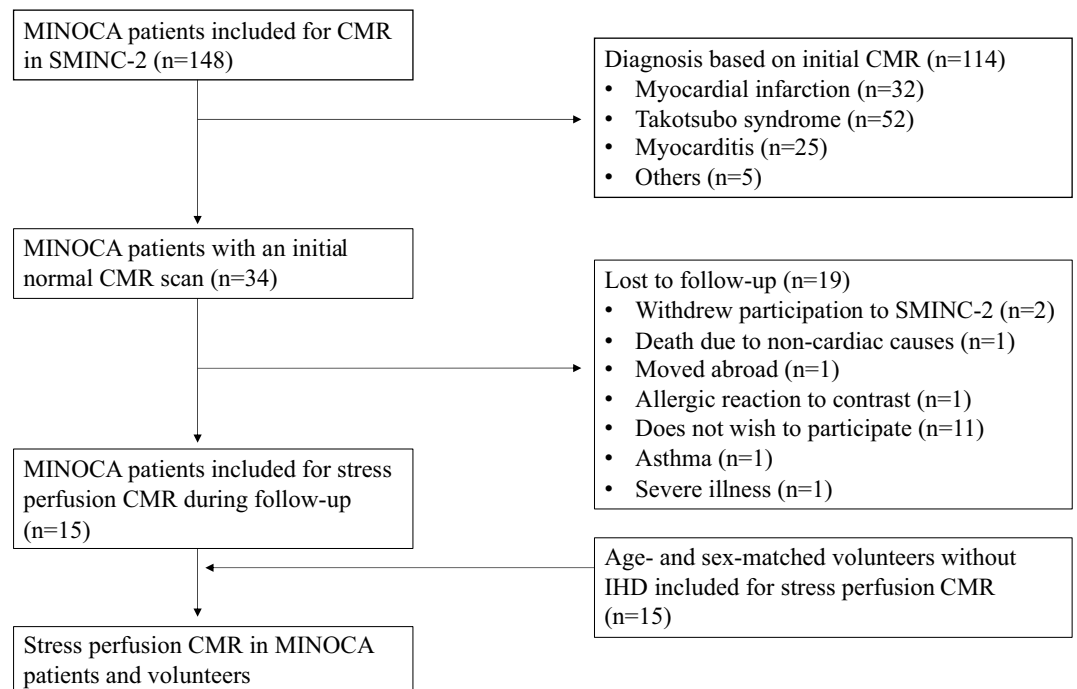 MINOCA patients included for CMR
in SMINC-2 (n=148)
Diagnosis based on initial CMR (n=114)
• Myocardial infarction (n=32)
• Takotsubo syndrome (n=52)
• Myocarditis (n=25)
• Others (n=5)
MINOCA patients with an initial
normal CMR scan (n=34)
Lost to follow-up (n=19)
• Withdrew participation to SMINC-2 (n=2)
• Death due to non-cardiac causes (n=1)
• Moved abroad (n=1)
• Allergic reaction to contrast (n=1)
• Does not wish to participate (n=11)
• Asthma (n=1)
• Severe illness (n=1)
MINOCA patients included for stress
perfusion CMR during follow-up
(n=15)
Age- and sex-matched volunteers without
IHD included for stress perfusion CMR
(n=15)
Stress perfusion CMR in MINOCA
patients and volunteers